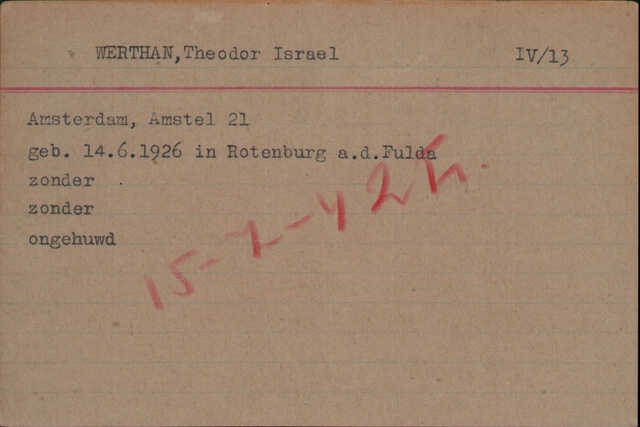 WERTHAN,Theodor Israel IV/13
Amsterdam, Amstel 21
geb. 14.6.1926 in Rotenburg a.d.Fulda
zonder
zonder
ongehuwd
15-7-42